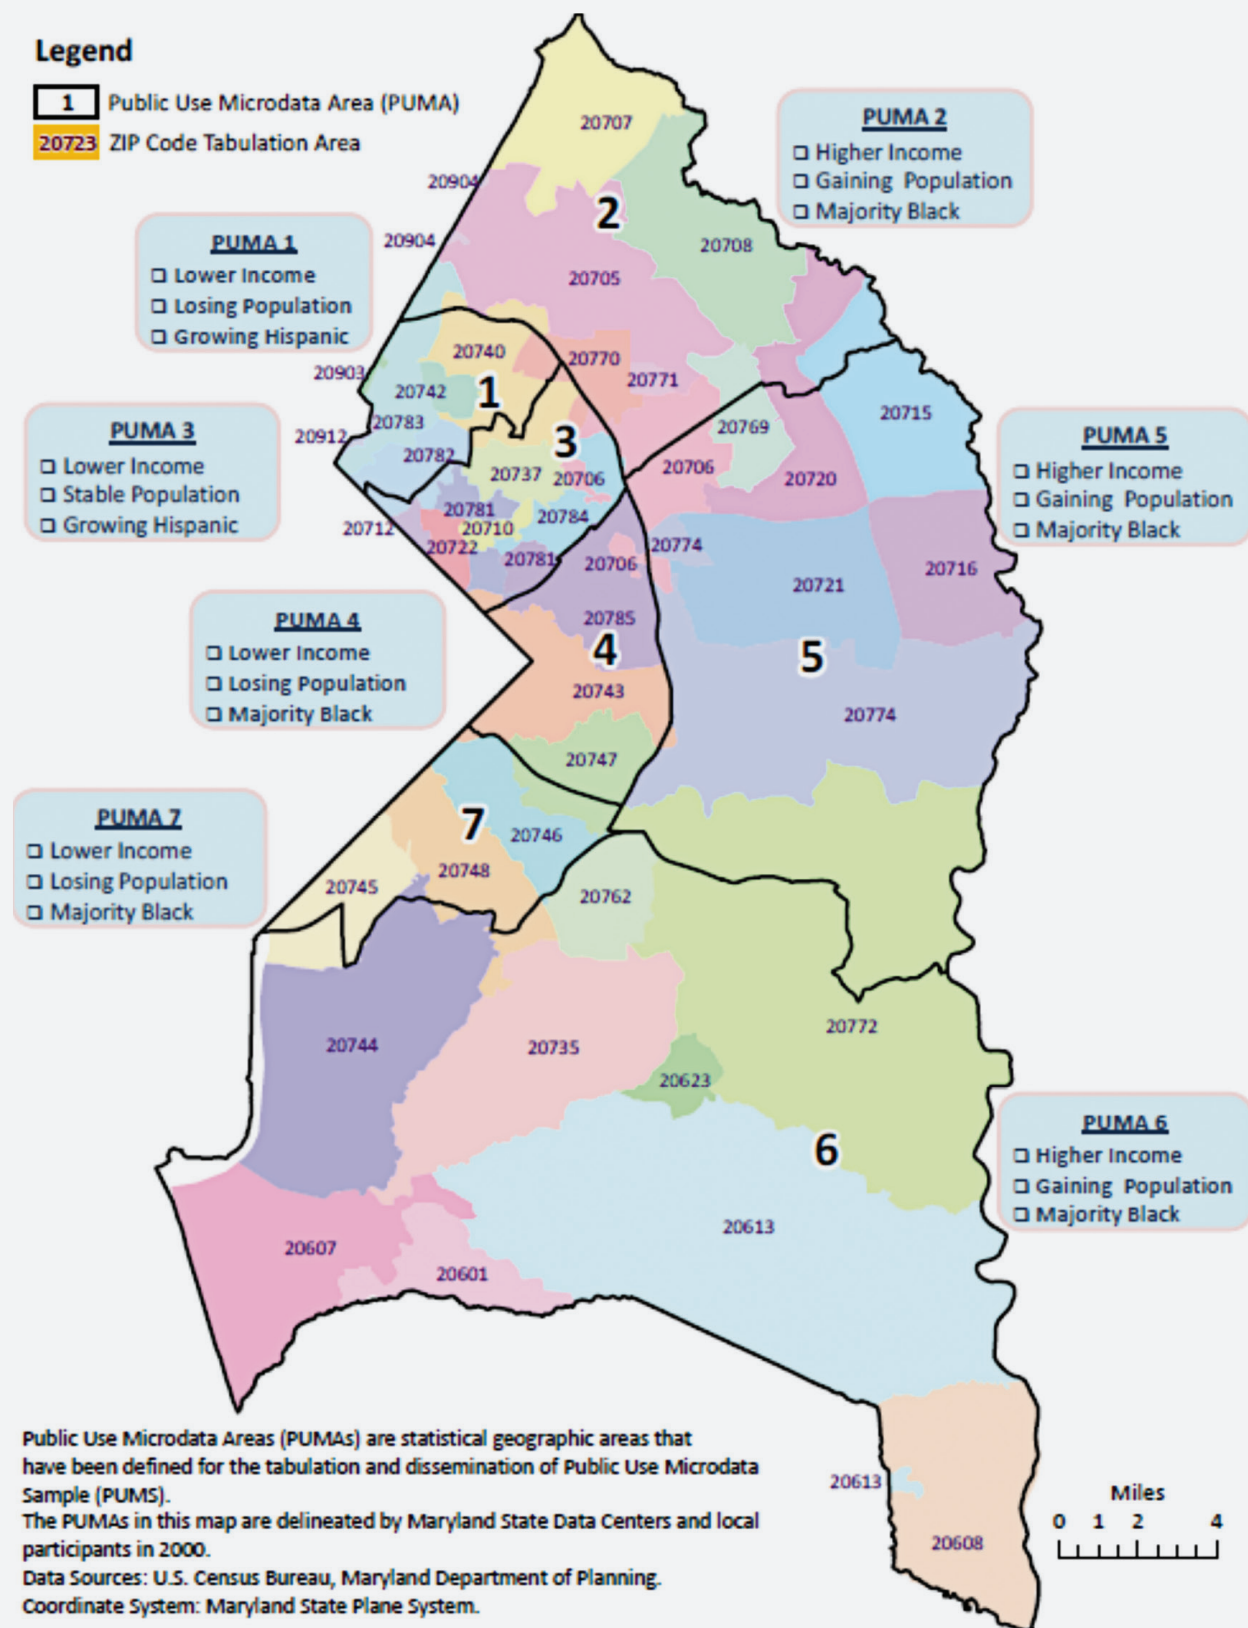 Legend
1 Public Use Microdata Area (PUMA)
20723 ZIP Code Tabulation Area
PUMA 2
Higher Income
Gaining Population
Majority Black
PUMA 1
Lower Income
Losing Population
Growing Hispanic
PUMA 3
Lower Income
Stable Population
Growing Hispanic
PUMA 5
Higher Income
Gaining Population
Majority Black
PUMA 4
Lower Income
Losing Population
Majority Black
PUMA 7
Lower Income
Losing Population
Majority Black
PUMA 6
Higher Income
Gaining Population
Majority Black
20707
20904
2
20904
20708
20705
20740
20770
20903
20771
20742
1
20715
20783
20769
20912
3
20782
20737
20706
20706
20720
20781
20784
20712
20710
20722
20774
20781
20706
20716
20721
20785
4
5
20743
20774
20747
7
20746
20748
20745
20762
20772
20744
20735
20623
6
20613
20607
20601
20613
20608
Miles
0 1 2 4
Public Use Microdata Areas (PUMAs) are statistical geographic areas that
have been defined for the tabulation and dissemination of Public Use Microdata
Sample (PUMS).
The PUMAs in this map are delineated by Maryland State Data Centers and local
participants in 2000.
Data Sources: U.S. Census Bureau, Maryland Department of Planning.
Coordinate System: Maryland State Plane System.